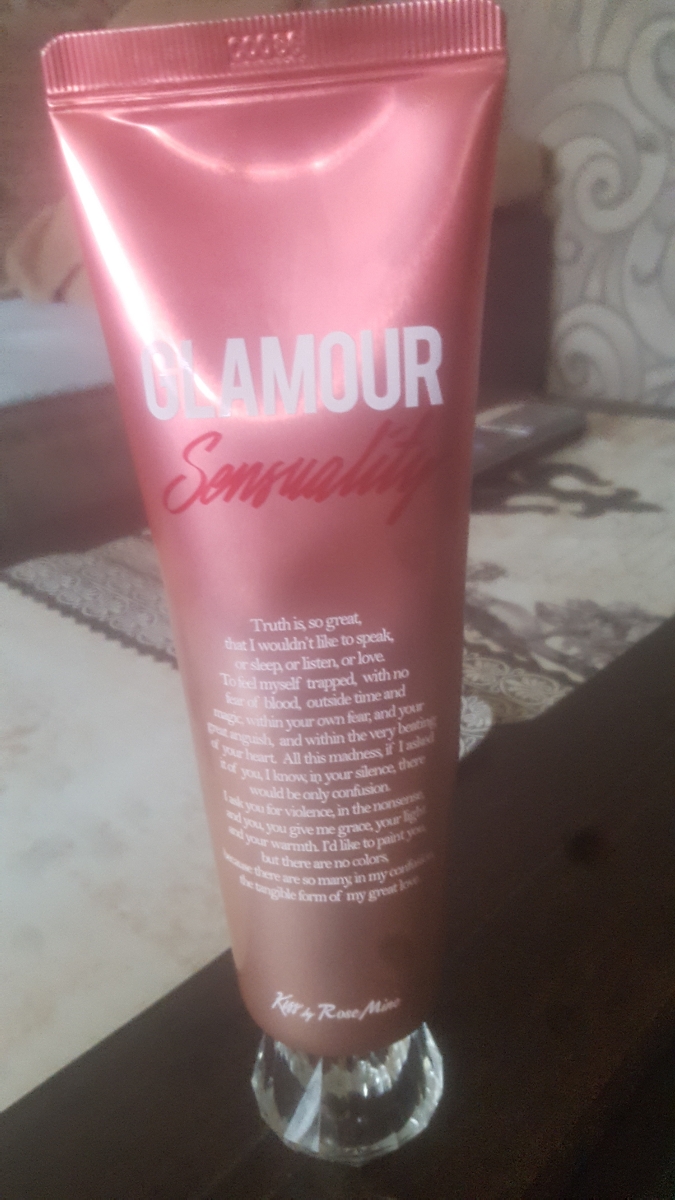 GLAMOUR
Sensuality
Truth is, so great,
that I wouldn't like to speak,
or sleep, or listen, or love.
To feel myself trapped, with no
fear of blood, outside time and
magic, within your own fear, and your
great anguish, and within the very beating
of your heart. All this madness, if I asked
it of you, I know, in your silence, there
would be only confusion.
I ask you for violence, in the nonsense,
and you, you give me grace, your light
and your warmth. I'd like to paint you,
but there are no colors,
because there are so many, in my confusion,
the tangible form of my great love.
Kiss by Rose Mine